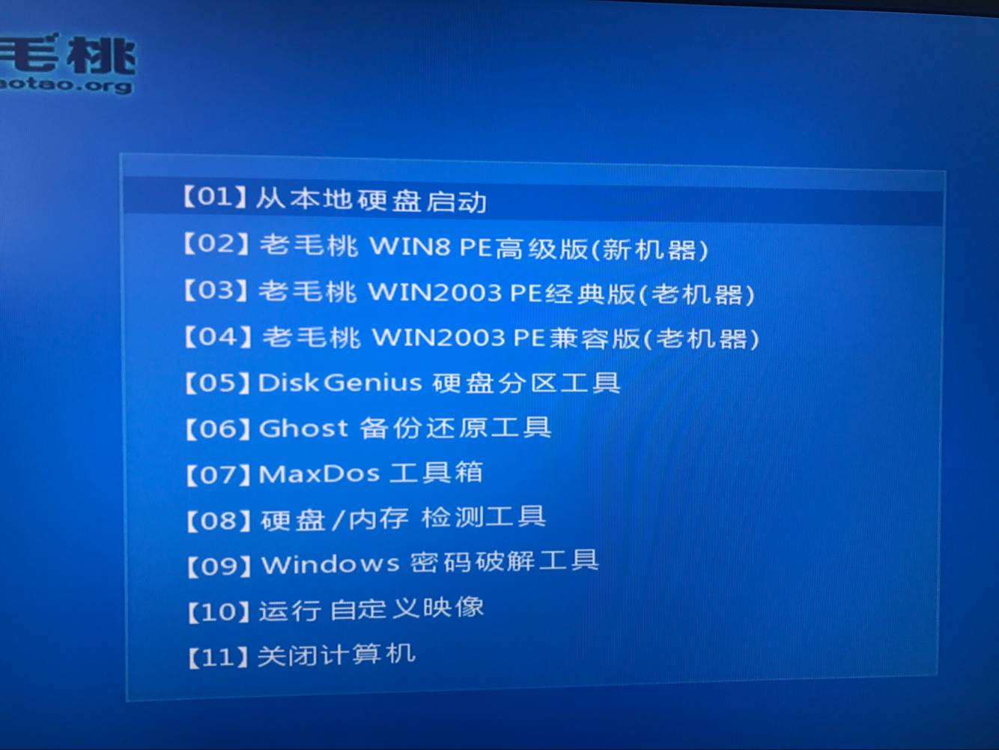 毛桃
aotao.org
【01】从本地硬盘启动
【02】老毛桃 WIN8 PE高级版(新机器)
【03】老毛桃 WIN2003 PE经典版(老机器)
【04】老毛桃 WIN2003 PE兼容版(老机器)
【05】DiskGenius 硬盘分区工具
【06】Ghost 备份还原工具
【07】MaxDos 工具箱
【08】硬盘/内存 检测工具
【09】Windows 密码破解工具
【10】运行 自定义映像
【11】关闭计算机